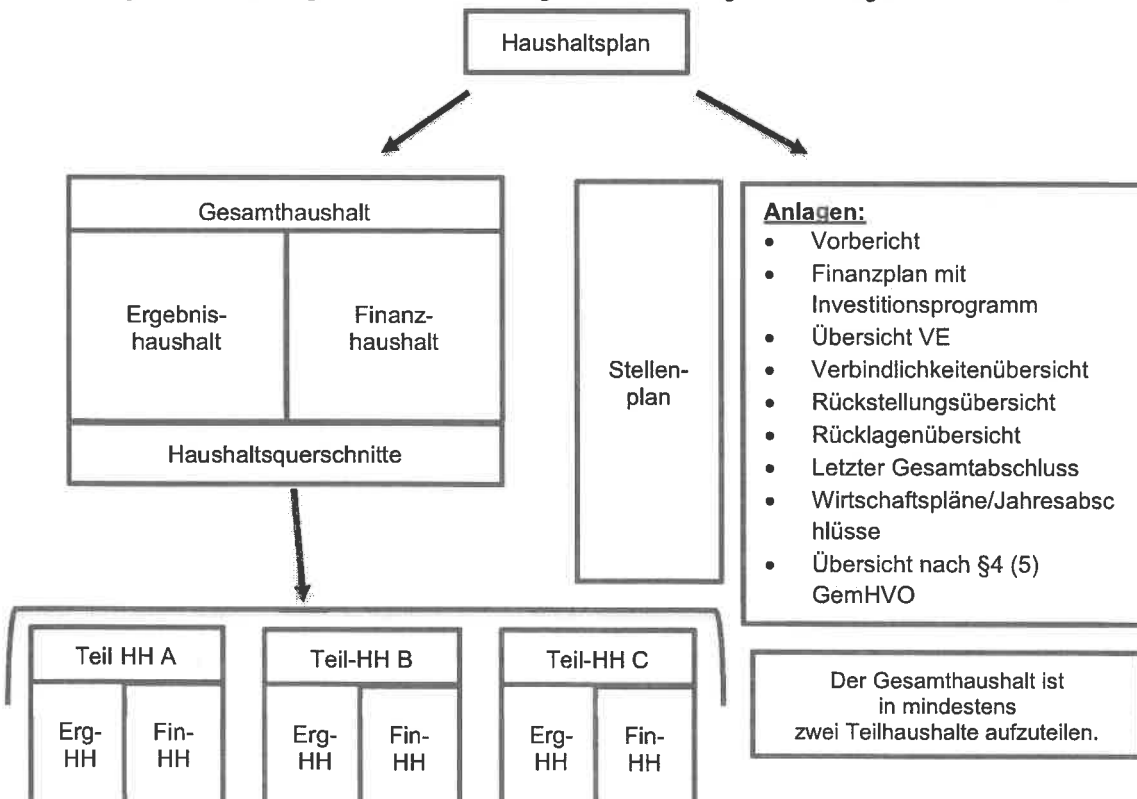 Haushaltsplan
Gesamthaushalt
Ergebnis-
haushalt
Finanz-
haushalt
Haushaltsquerschnitte
Stellen-
plan
Anlagen:
• Vorbericht
• Finanzplan mit
Investitionsprogramm
• Übersicht VE
• Verbindlichkeitenübersicht
• Rückstellungsübersicht
• Rücklagenübersicht
• Letzter Gesamtabschluss
• Wirtschaftspläne/Jahresabsc
hlüsse
• Übersicht nach §4 (5)
GemHVO
Teil HH A
Erg-
HH
Fin-
HH
Teil-HH B
Erg-
HH
Fin-
HH
Teil-HH C
Erg-
HH
Fin-
HH
Der Gesamthaushalt ist
in mindestens
zwei Teilhaushalte aufzuteilen.